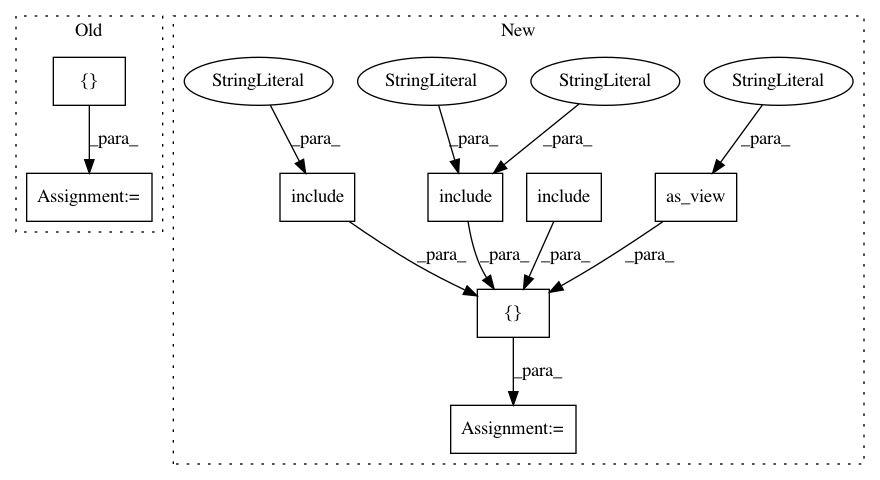 Old
New
{}
StringLiteral
StringLiteral
StringLiteral
StringLiteral
_para_
_para_
_para_
_para_
_para_
Assignment:=
include
include
include
as_view
_para_
_para_
_para_
_para_
{}
_para_
Assignment:=